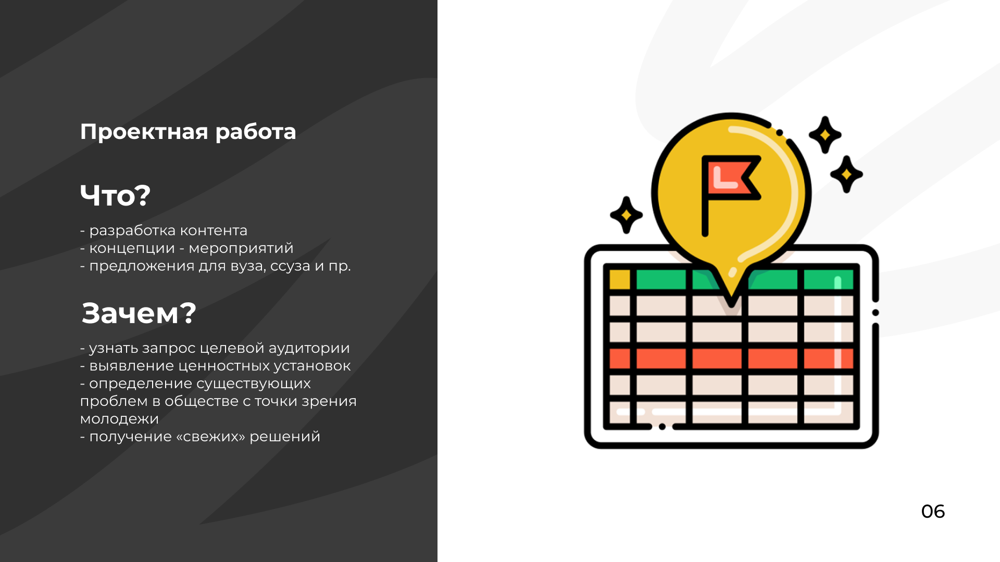 Проектная работа
Что?
- разработка контента
- концепции - мероприятий
- предложения для вуза, ссуза и пр.
Зачем?
- узнать запрос целевой аудитории
- выявление ценностных установок
- определение существующих
проблем в обществе с точки зрения
молодежи
- получение «свежих» решений
06